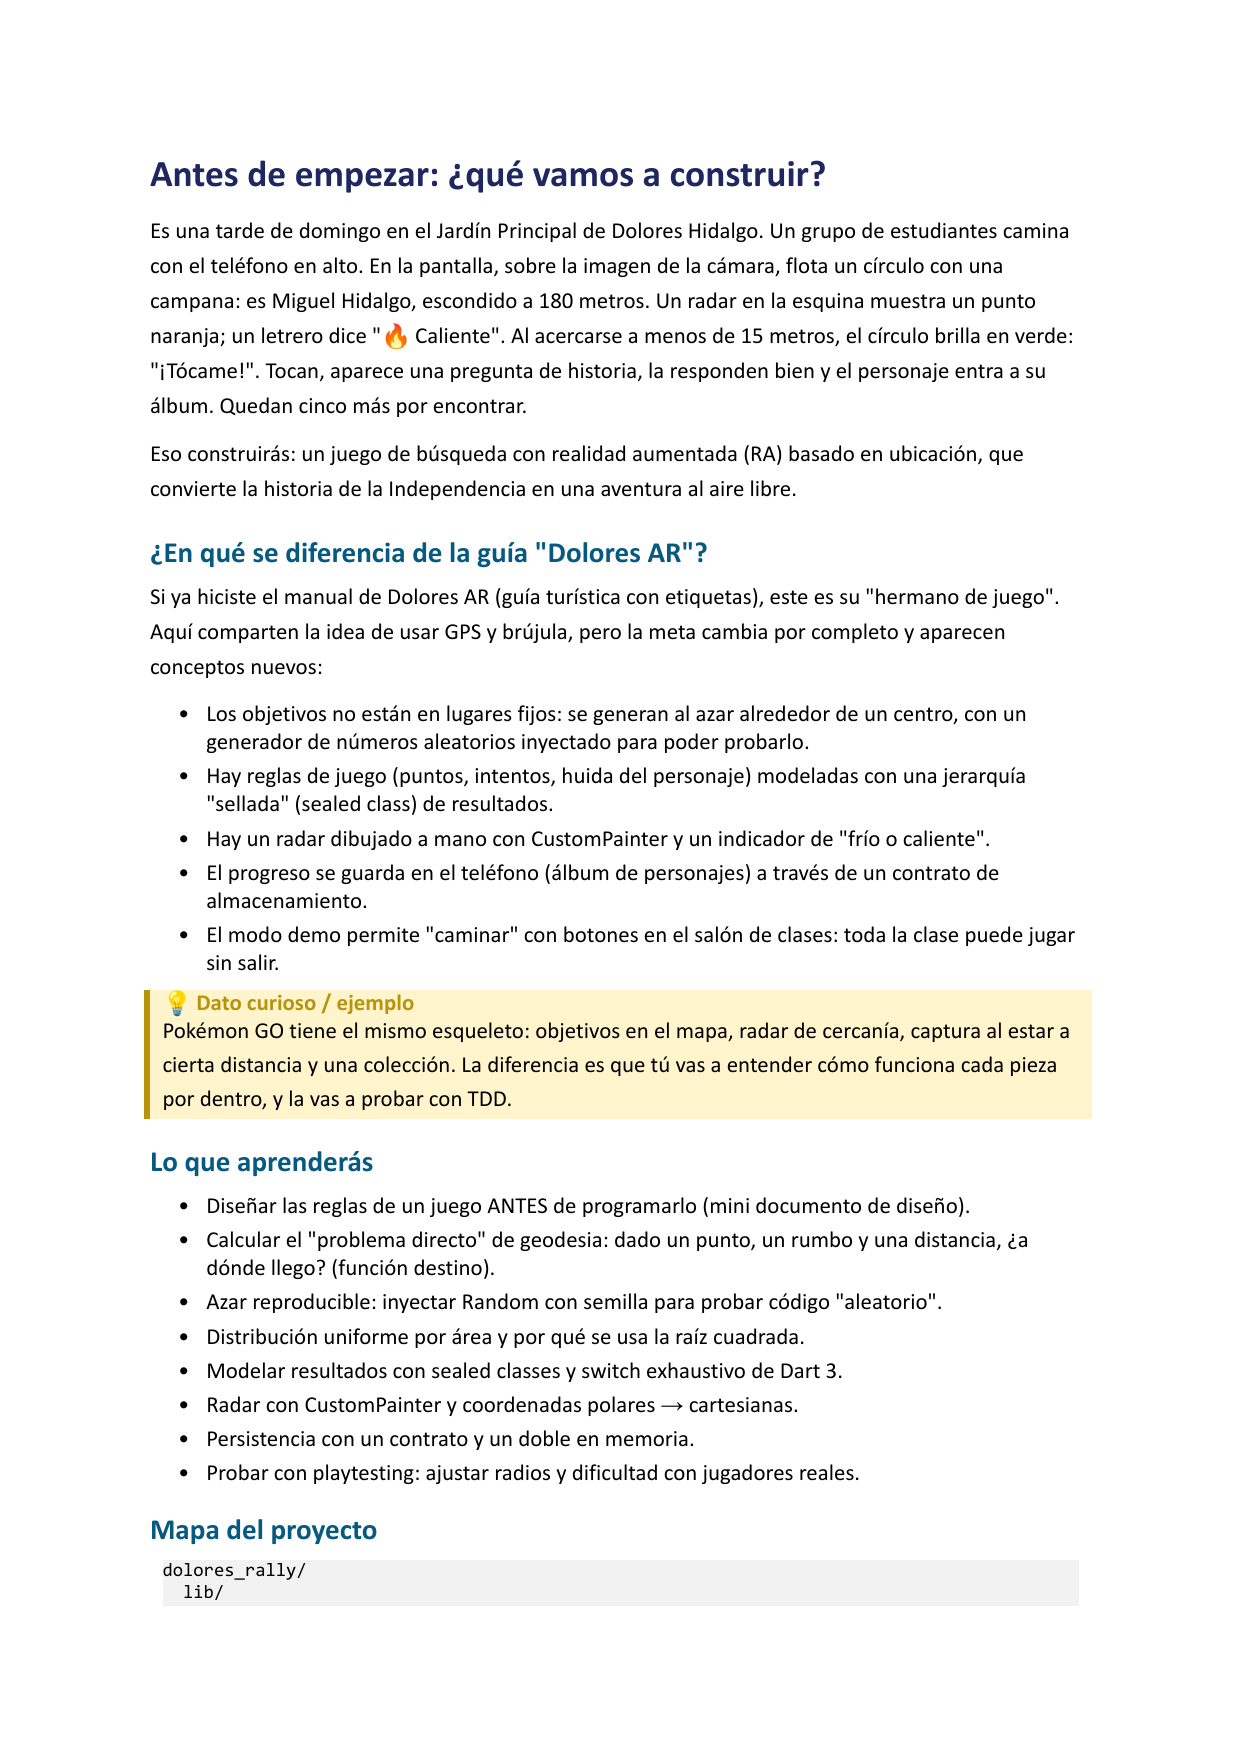 Antes de empezar: ¿qué vamos a construir?
Es una tarde de domingo en el Jardín Principal de Dolores Hidalgo. Un grupo de estudiantes camina
con el teléfono en alto. En la pantalla, sobre la imagen de la cámara, flota un círculo con una
campana: es Miguel Hidalgo, escondido a 180 metros. Un radar en la esquina muestra un punto
naranja; un letrero dice "🔥 Caliente". Al acercarse a menos de 15 metros, el círculo brilla en verde:
"¡Tócame!". Tocan, aparece una pregunta de historia, la responden bien y el personaje entra a su
álbum. Quedan cinco más por encontrar.
Eso construirás: un juego de búsqueda con realidad aumentada (RA) basado en ubicación, que
convierte la historia de la Independencia en una aventura al aire libre.
¿En qué se diferencia de la guía "Dolores AR"?
Si ya hiciste el manual de Dolores AR (guía turística con etiquetas), este es su "hermano de juego".
Aquí comparten la idea de usar GPS y brújula, pero la meta cambia por completo y aparecen
conceptos nuevos:
• Los objetivos no están en lugares fijos: se generan al azar alrededor de un centro, con un
generador de números aleatorios inyectado para poder probarlo.
• Hay reglas de juego (puntos, intentos, huida del personaje) modeladas con una jerarquía
"sellada" (sealed class) de resultados.
• Hay un radar dibujado a mano con CustomPainter y un indicador de "frío o caliente".
• El progreso se guarda en el teléfono (álbum de personajes) a través de un contrato de
almacenamiento.
• El modo demo permite "caminar" con botones en el salón de clases: toda la clase puede jugar
sin salir.
💡 Dato curioso / ejemplo
Pokémon GO tiene el mismo esqueleto: objetivos en el mapa, radar de cercanía, captura al estar a
cierta distancia y una colección. La diferencia es que tú vas a entender cómo funciona cada pieza
por dentro, y la vas a probar con TDD.
Lo que aprenderás
• Diseñar las reglas de un juego ANTES de programarlo (mini documento de diseño).
• Calcular el "problema directo" de geodesia: dado un punto, un rumbo y una distancia, ¿a
dónde llego? (función destino).
• Azar reproducible: inyectar Random con semilla para probar código "aleatorio".
• Distribución uniforme por área y por qué se usa la raíz cuadrada.
• Modelar resultados con sealed classes y switch exhaustivo de Dart 3.
• Radar con CustomPainter y coordenadas polares → cartesianas.
• Persistencia con un contrato y un doble en memoria.
• Probar con playtesting: ajustar radios y dificultad con jugadores reales.
Mapa del proyecto
dolores_rally/
lib/